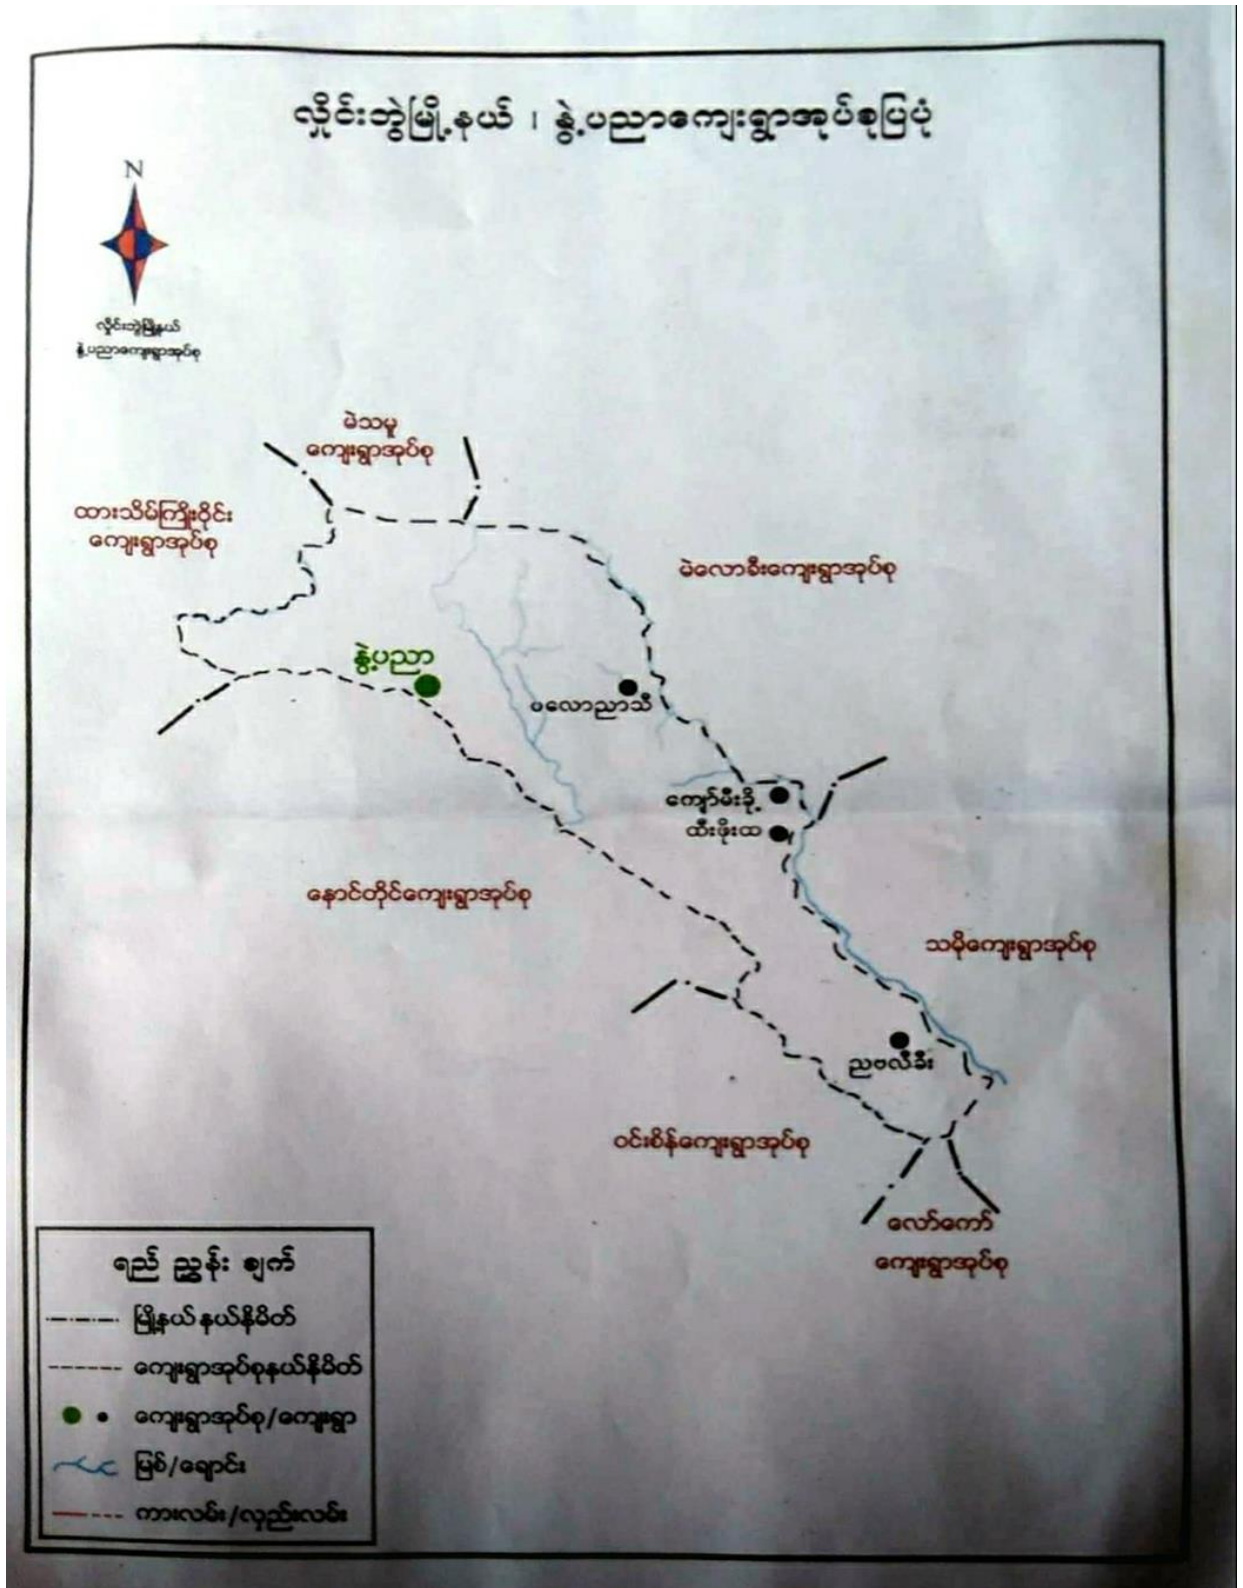 လှိုင်းဘွဲမြို့နယ် ၊ နွဲ့ပညာကျေးရွာအုပ်စုပြပုံ
N
လှိုင်းဘွဲမြို့နယ်
နွဲ့ပညာကျေးရွာအုပ်စု
မဲသမူ
ကျေးရွာအုပ်စု
ထားသိမ်ကြိုးဝိုင်း
ကျေးရွာအုပ်စု
မဲလောခီးကျေးရွာအုပ်စု
နွဲ့ပညာ
ပလောညာသီ
ကျော်မီးခို့
ထီးဖိုးထ
နောင်တိုင်ကျေးရွာအုပ်စု
သမိုကျေးရွာအုပ်စု
ညဗလီခီး
ဝင်းစိန်ကျေးရွာအုပ်စု
လော်ကော်
ကျေးရွာအုပ်စု
ရည် ညွှန်း ချက်
မြို့နယ် နယ်နိမိတ်
ကျေးရွာအုပ်စုနယ်နိမိတ်
ကျေးရွာအုပ်စု/ကျေးရွာ
မြစ်/ချောင်း
ကားလမ်း/လှည်းလမ်း